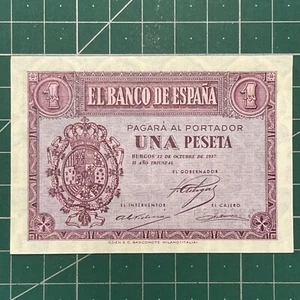 1 1
EL BANCO DE ESPAÑA
PAGARÁ AL PORTADOR
UNA PESETA
BURGOS 12 DE OCTUBRE DE 1937
II AÑO TRIUNFAL
EL GOBERNADOR
EL INTERVENTOR EL CAJERO